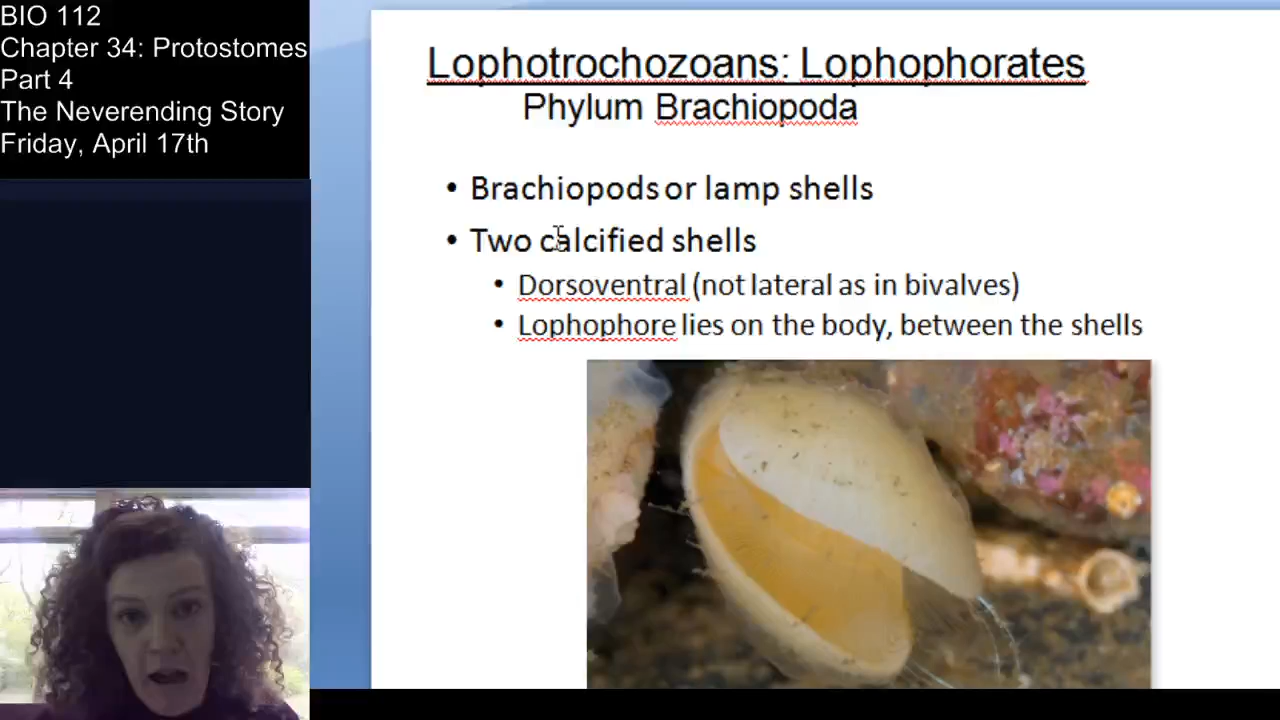 BIO 112
Chapter 34: Protostomes
Part 4
The Neverending Story
Friday, April 17th
Lophotrochozoans: Lophophorates
Phylum Brachiopoda
• Brachiopods or lamp shells
• Two calcified shells
• Dorsoventral (not lateral as in bivalves)
• Lophophore lies on the body, between the shells